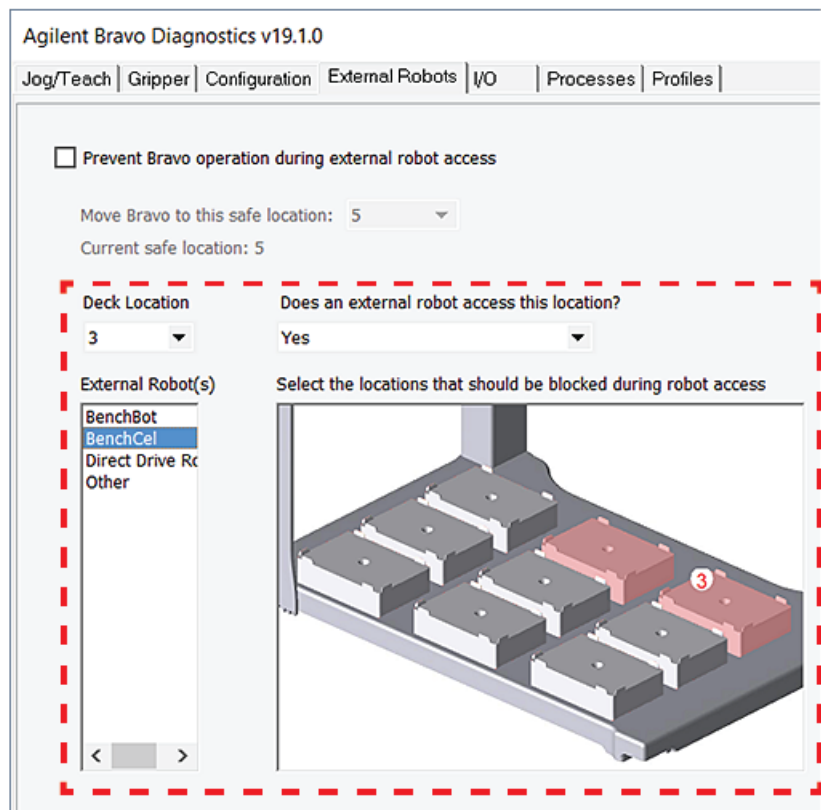 Agilent Bravo Diagnostics v19.1.0
Jog/Teach Gripper Configuration External Robots I/O Processes Profiles
Prevent Bravo operation during external robot access
Move Bravo to this safe location: 5
Current safe location: 5
Deck Location Does an external robot access this location?
3 Yes
External Robot(s) Select the locations that should be blocked during robot access
BenchBot
BenchCel
Direct Drive Ro
Other
3